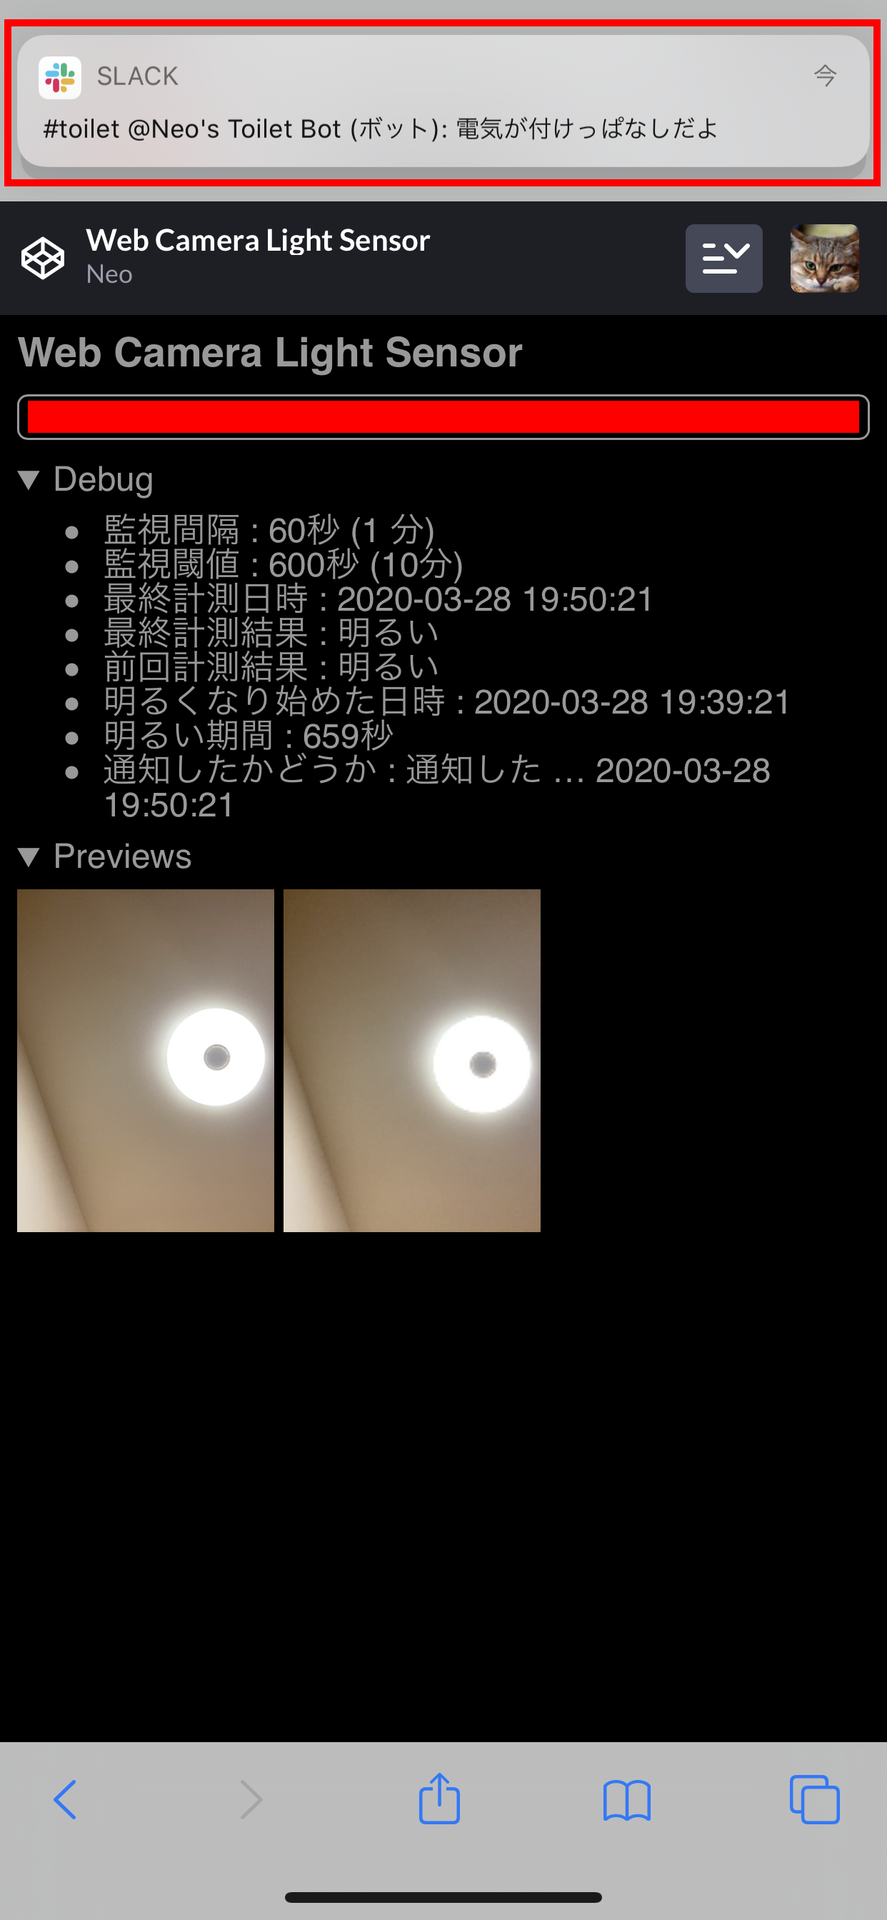 SLACK 今
#toilet @Neo's Toilet Bot (ボット): 電気が付けっぱなしだよ
Web Camera Light Sensor
Neo
Web Camera Light Sensor
▼ Debug
• 監視間隔 : 60秒 (1 分)
• 監視閾値 : 600秒 (10分)
• 最終計測日時 : 2020-03-28 19:50:21
• 最終計測結果 : 明るい
• 前回計測結果 : 明るい
• 明るくなり始めた日時 : 2020-03-28 19:39:21
• 明るい期間 : 659秒
• 通知したかどうか : 通知した ... 2020-03-28
19:50:21
▼ Previews